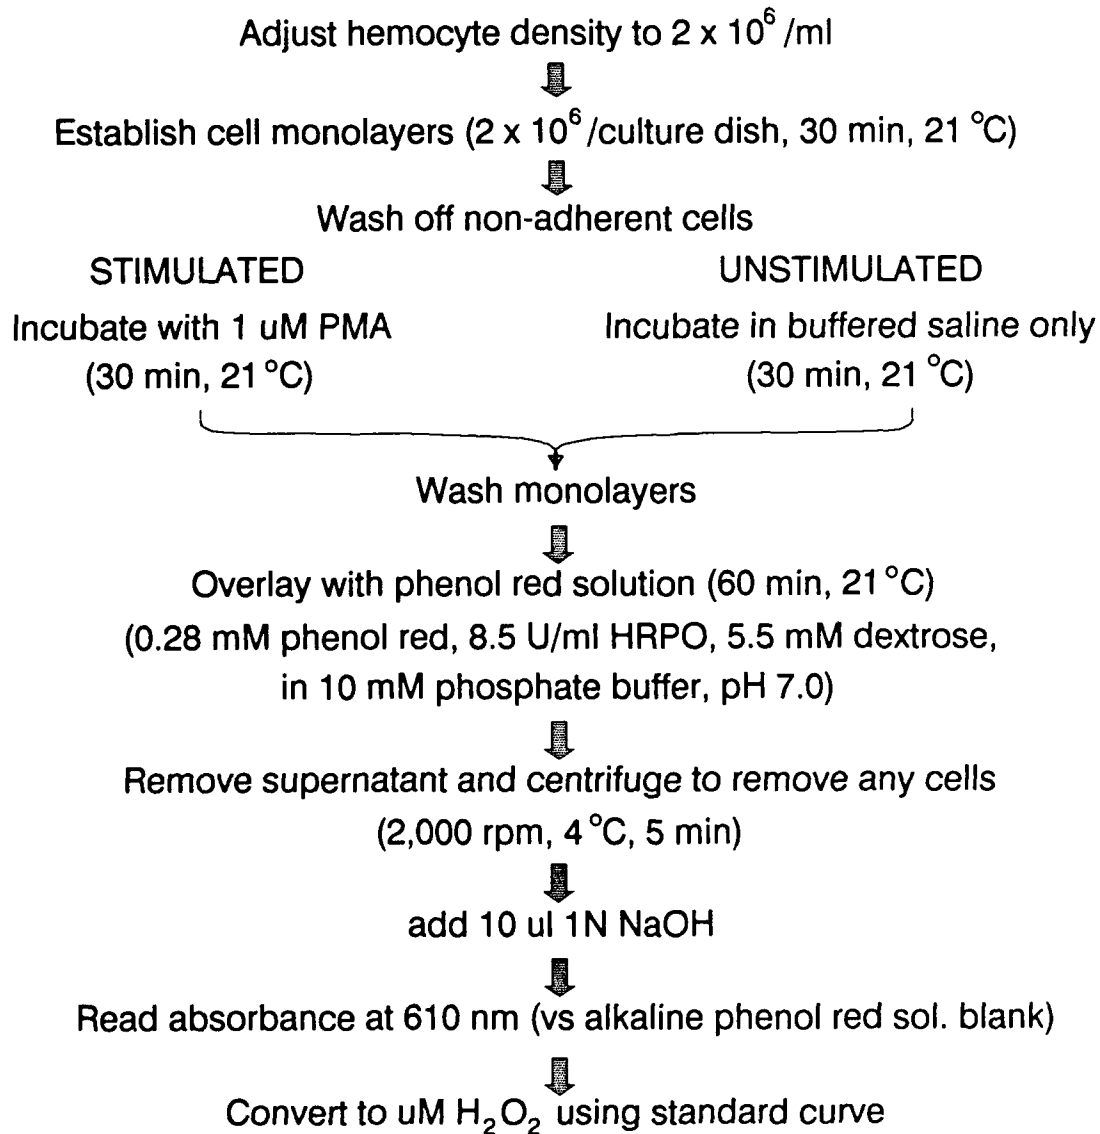 Adjust hemocyte density to 2 x 10⁶ /ml
Establish cell monolayers (2 x 10⁶ /culture dish, 30 min, 21 °C)
Wash off non-adherent cells
STIMULATED
Incubate with 1 uM PMA
(30 min, 21 °C)
UNSTIMULATED
Incubate in buffered saline only
(30 min, 21 °C)
Wash monolayers
Overlay with phenol red solution (60 min, 21 °C)
(0.28 mM phenol red, 8.5 U/ml HRPO, 5.5 mM dextrose,
in 10 mM phosphate buffer, pH 7.0)
Remove supernatant and centrifuge to remove any cells
(2,000 rpm, 4 °C, 5 min)
add 10 ul 1N NaOH
Read absorbance at 610 nm (vs alkaline phenol red sol. blank)
Convert to uM H₂O₂ using standard curve